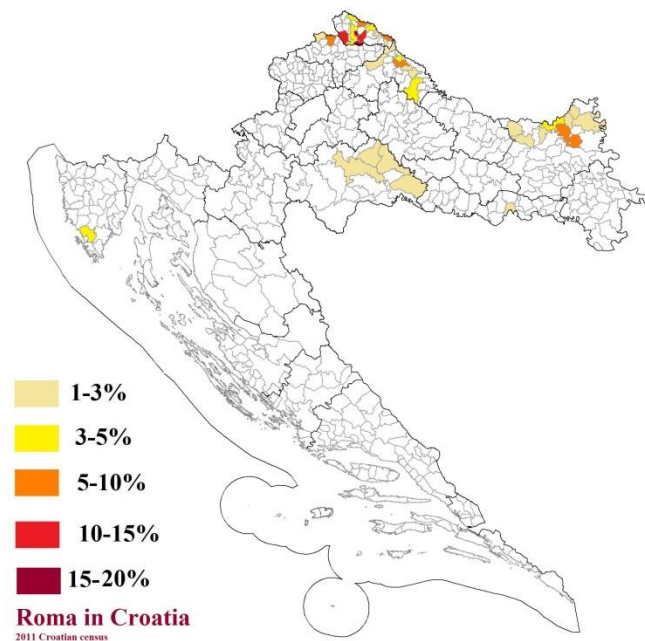 1-3%
3-5%
5-10%
10-15%
15-20%
Roma in Croatia
2011 Croatian census